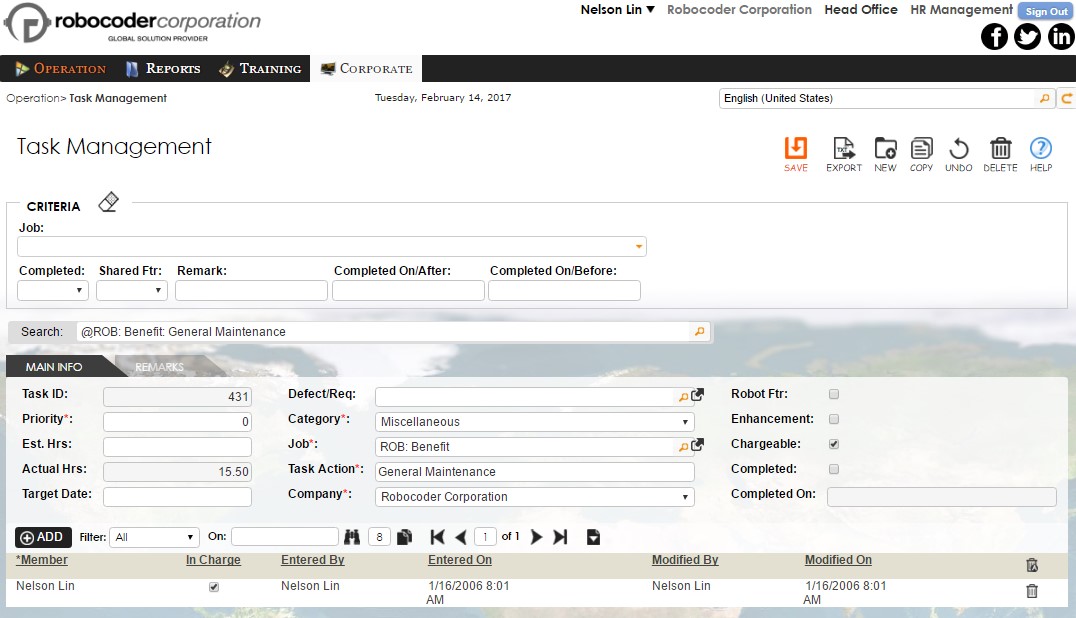 robocodercorporation
GLOBAL SOLUTION PROVIDER
Nelson Lin ▼ Robocoder Corporation Head Office HR Management Sign Out
OPERATION REPORTS TRAINING CORPORATE
Operation> Task Management Tuesday, February 14, 2017 English (United States)
Task Management
SAVE EXPORT NEW COPY UNDO DELETE HELP
TXT
CRITERIA
Job:
Completed: Shared Ftr: Remark: Completed On/After: Completed On/Before:
Search: @ROB: Benefit: General Maintenance
MAIN INFO REMARKS
Task ID: 431 Defect/Req: Robot Ftr:
Priority*: 0 Category*: Miscellaneous Enhancement:
Est. Hrs: Job*: ROB: Benefit Chargeable:
Actual Hrs: 15.50 Task Action*: General Maintenance Completed:
Target Date: Company*: Robocoder Corporation Completed On:
ADD Filter: All On: 8 1 of 1
*Member In Charge Entered By Entered On Modified By Modified On
Nelson Lin Nelson Lin 1/16/2006 8:01 AM Nelson Lin 1/16/2006 8:01 AM